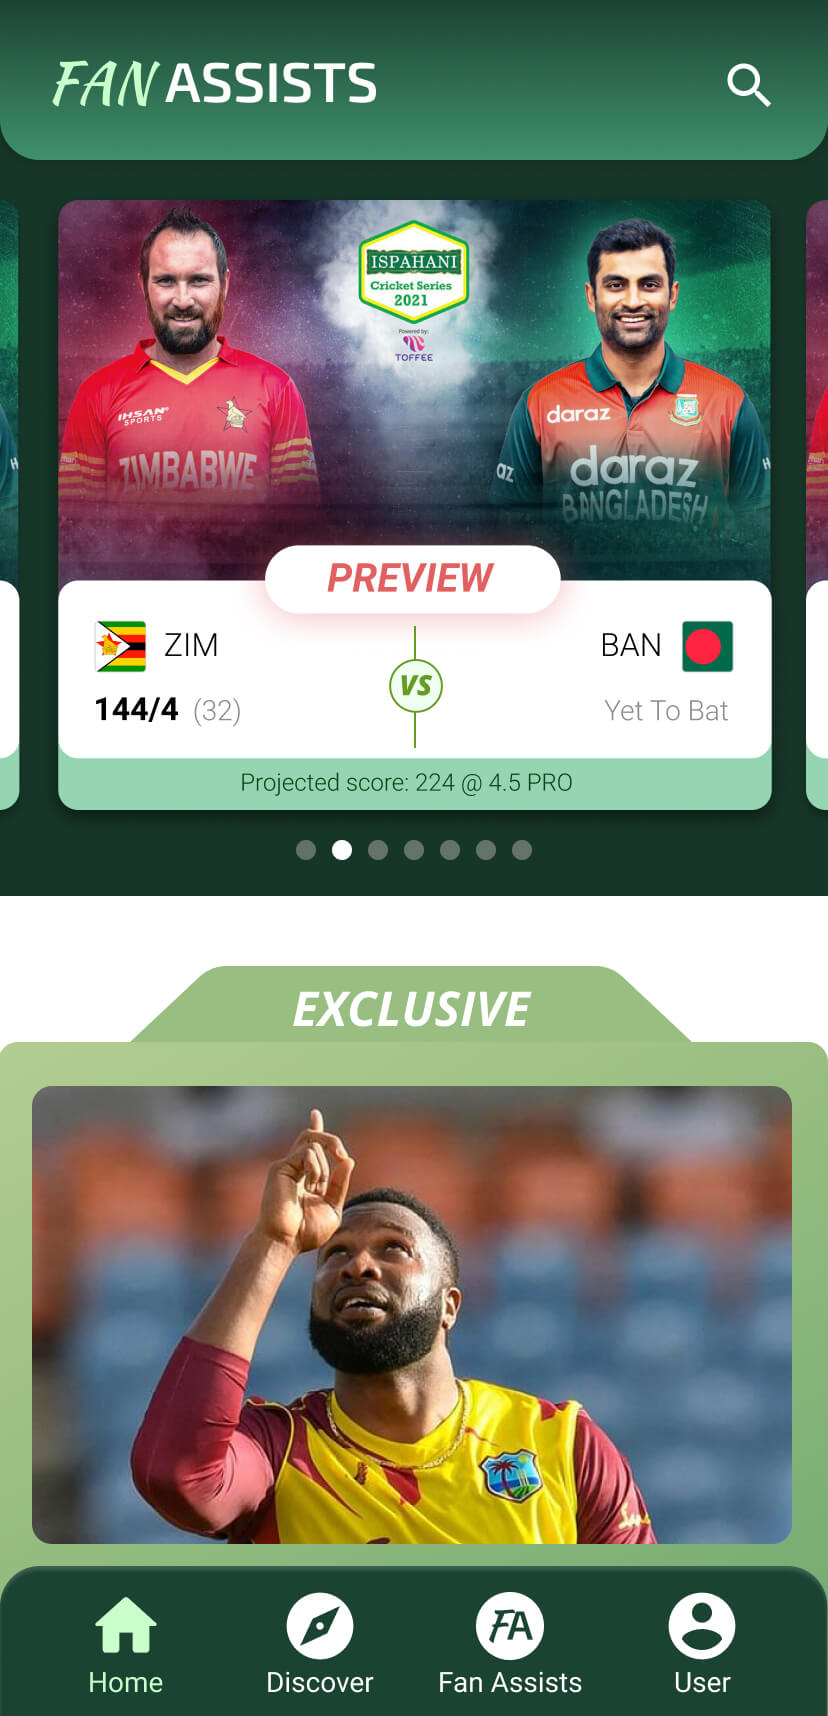 FAN ASSISTS
ISPAHANI
Cricket Series
2021
Powered by:
TOFFEE
IHSAN
SPORTS
ZIMBABWE
daraz
az
daraz
BANGLADESH
H
PREVIEW
ZIM
BAN
VS
144/4 (32)
Yet To Bat
Projected score: 224 @ 4.5 PRO
EXCLUSIVE
Home
Discover
FA
Fan Assists
User